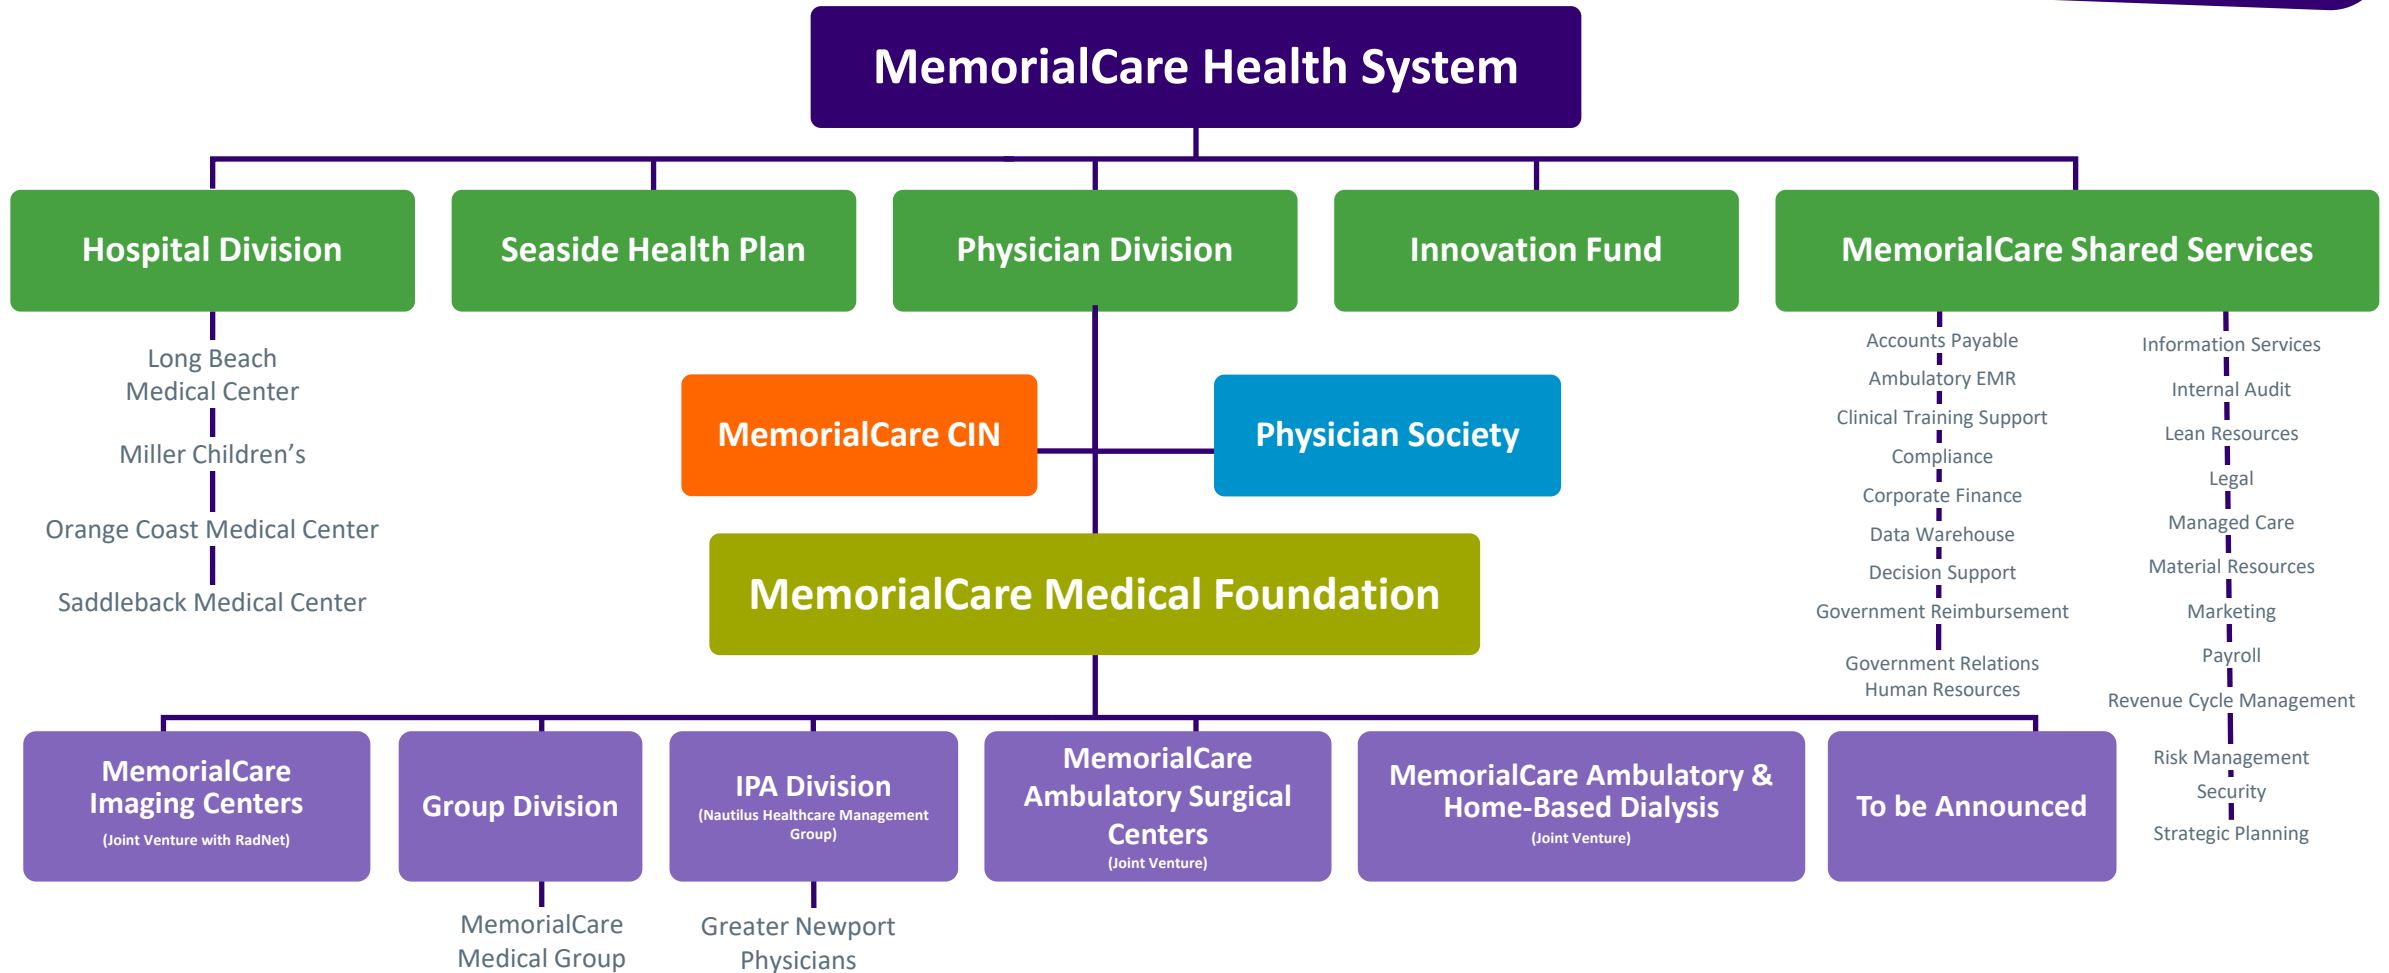 MemorialCare Health System
Hospital Division
Seaside Health Plan
Physician Division
Innovation Fund
MemorialCare Shared Services
Long Beach
Medical Center
Miller Children’s
Orange Coast Medical Center
Saddleback Medical Center
MemorialCare CIN
Physician Society
MemorialCare Medical Foundation
Accounts Payable
Ambulatory EMR
Clinical Training Support
Compliance
Corporate Finance
Data Warehouse
Decision Support
Government Reimbursement
Government Relations
Human Resources
Information Services
Internal Audit
Lean Resources
Legal
Managed Care
Material Resources
Marketing
Payroll
Revenue Cycle Management
Risk Management
Security
Strategic Planning
MemorialCare
Imaging Centers
(Joint Venture with RadNet)
Group Division
IPA Division
(Nautilus Healthcare Management
Group)
MemorialCare
Ambulatory Surgical
Centers
(Joint Venture)
MemorialCare Ambulatory &
Home-Based Dialysis
(Joint Venture)
To be Announced
MemorialCare
Medical Group
Greater Newport
Physicians